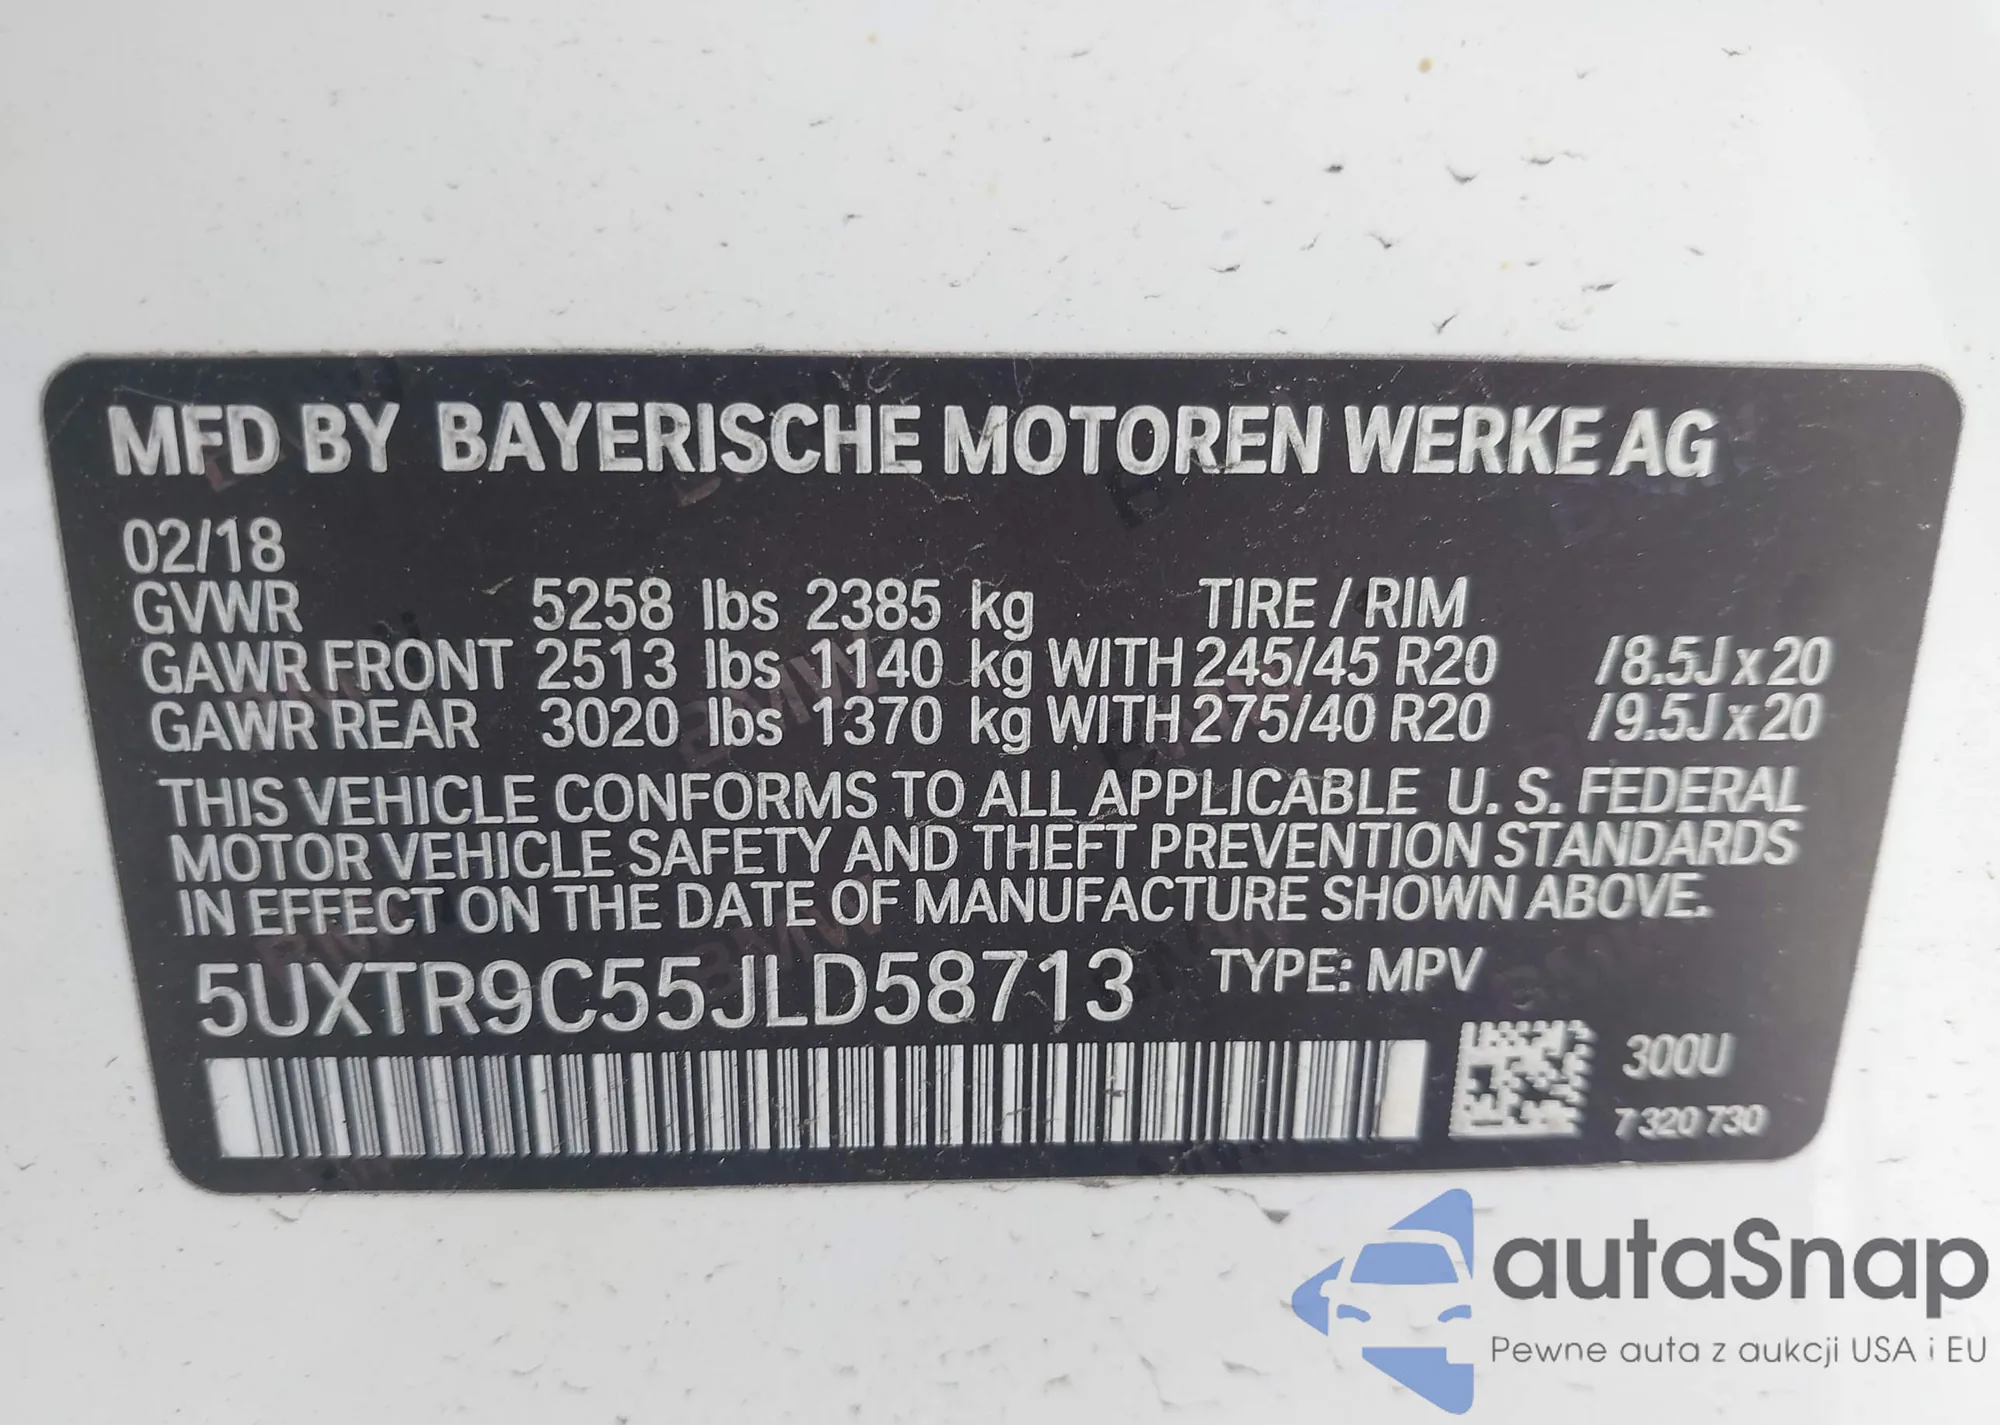 MFD BY BAYERISCHE MOTOREN WERKE AG
02/18
GVWR 5258 lbs 2385 kg TIRE / RIM
GAWR FRONT 2513 lbs 1140 kg WITH 245/45 R20 /8.5J x 20
GAWR REAR 3020 lbs 1370 kg WITH 275/40 R20 /9.5J x 20
THIS VEHICLE CONFORMS TO ALL APPLICABLE U. S. FEDERAL
MOTOR VEHICLE SAFETY AND THEFT PREVENTION STANDARDS
IN EFFECT ON THE DATE OF MANUFACTURE SHOWN ABOVE.
5UXTR9C55JLD58713 TYPE: MPV
300U
7 320 730
autaSnap
Pewne auta z aukcji USA i EU